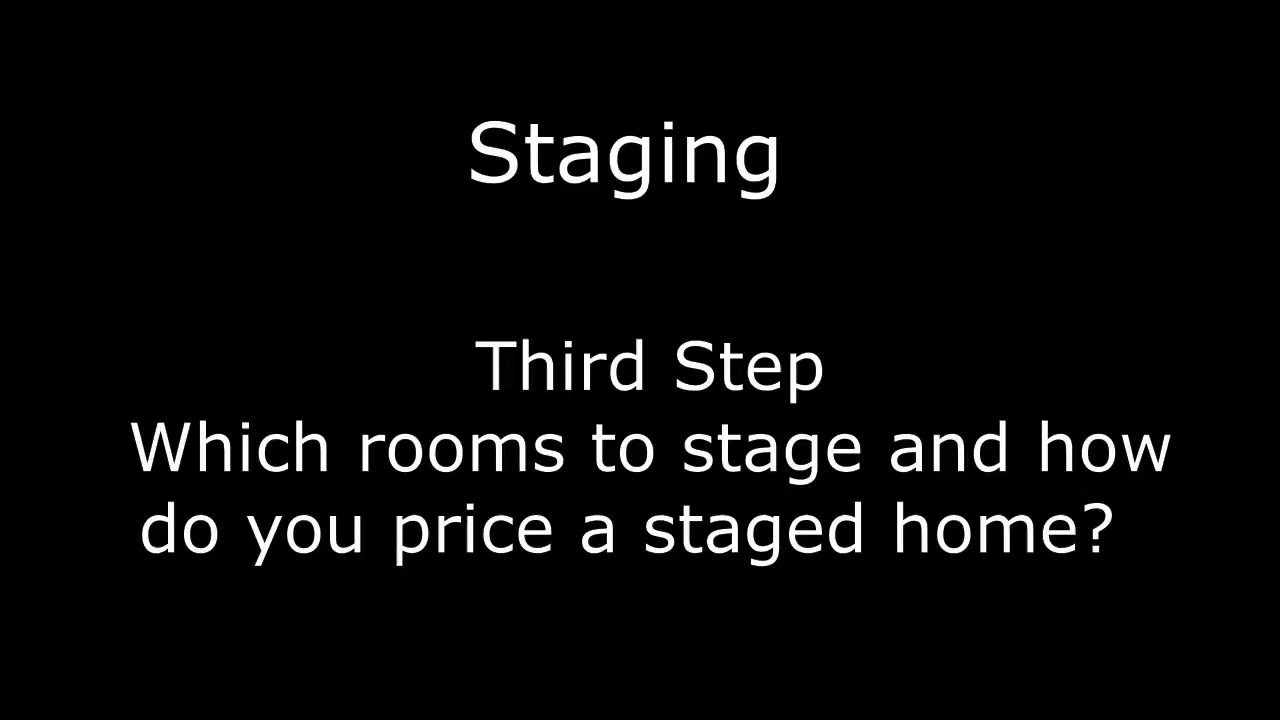 Staging
Third Step
Which rooms to stage and how
do you price a staged home?